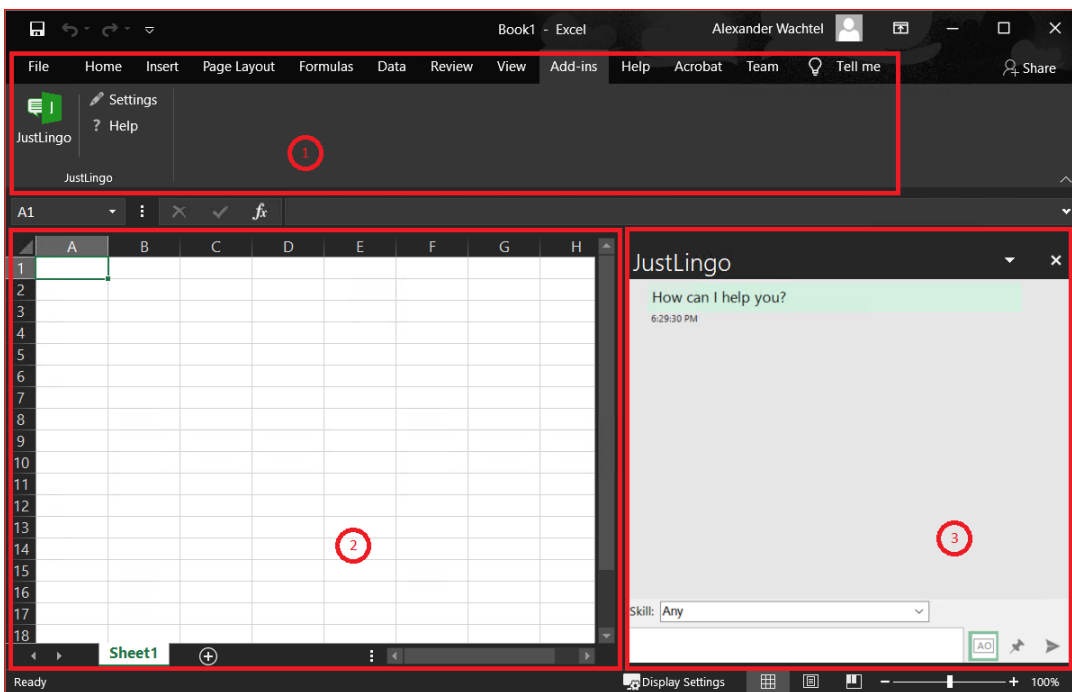 Book1 - Excel
Alexander Wachtel
File Home Insert Page Layout Formulas Data Review View Add-ins Help Acrobat Team Tell me Share
JustLingo
Settings
? Help
JustLingo
1
A1
fx
A B C D E F G H
1
2
3
4
5
6
7
8
9
10
11
12
13
14
15
16
17
18
2
Sheet1
JustLingo
How can I help you?
6:29:30 PM
3
Skill: Any
AO
Ready
Display Settings
100%